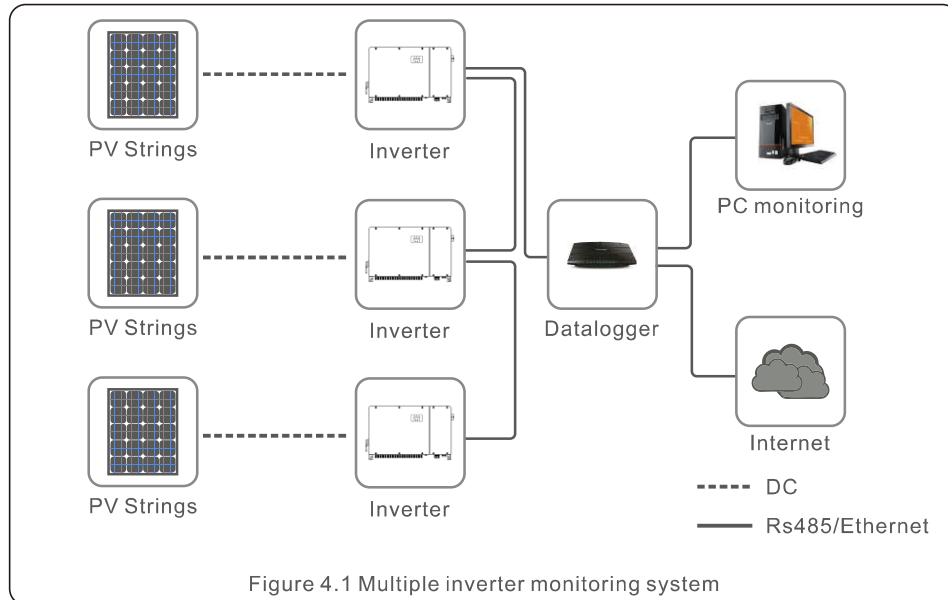 PV Strings
Inverter
PC monitoring
PV Strings
Inverter
Datalogger
Internet
PV Strings
Inverter
DC
Rs485/Ethernet
Figure 4.1 Multiple inverter monitoring system